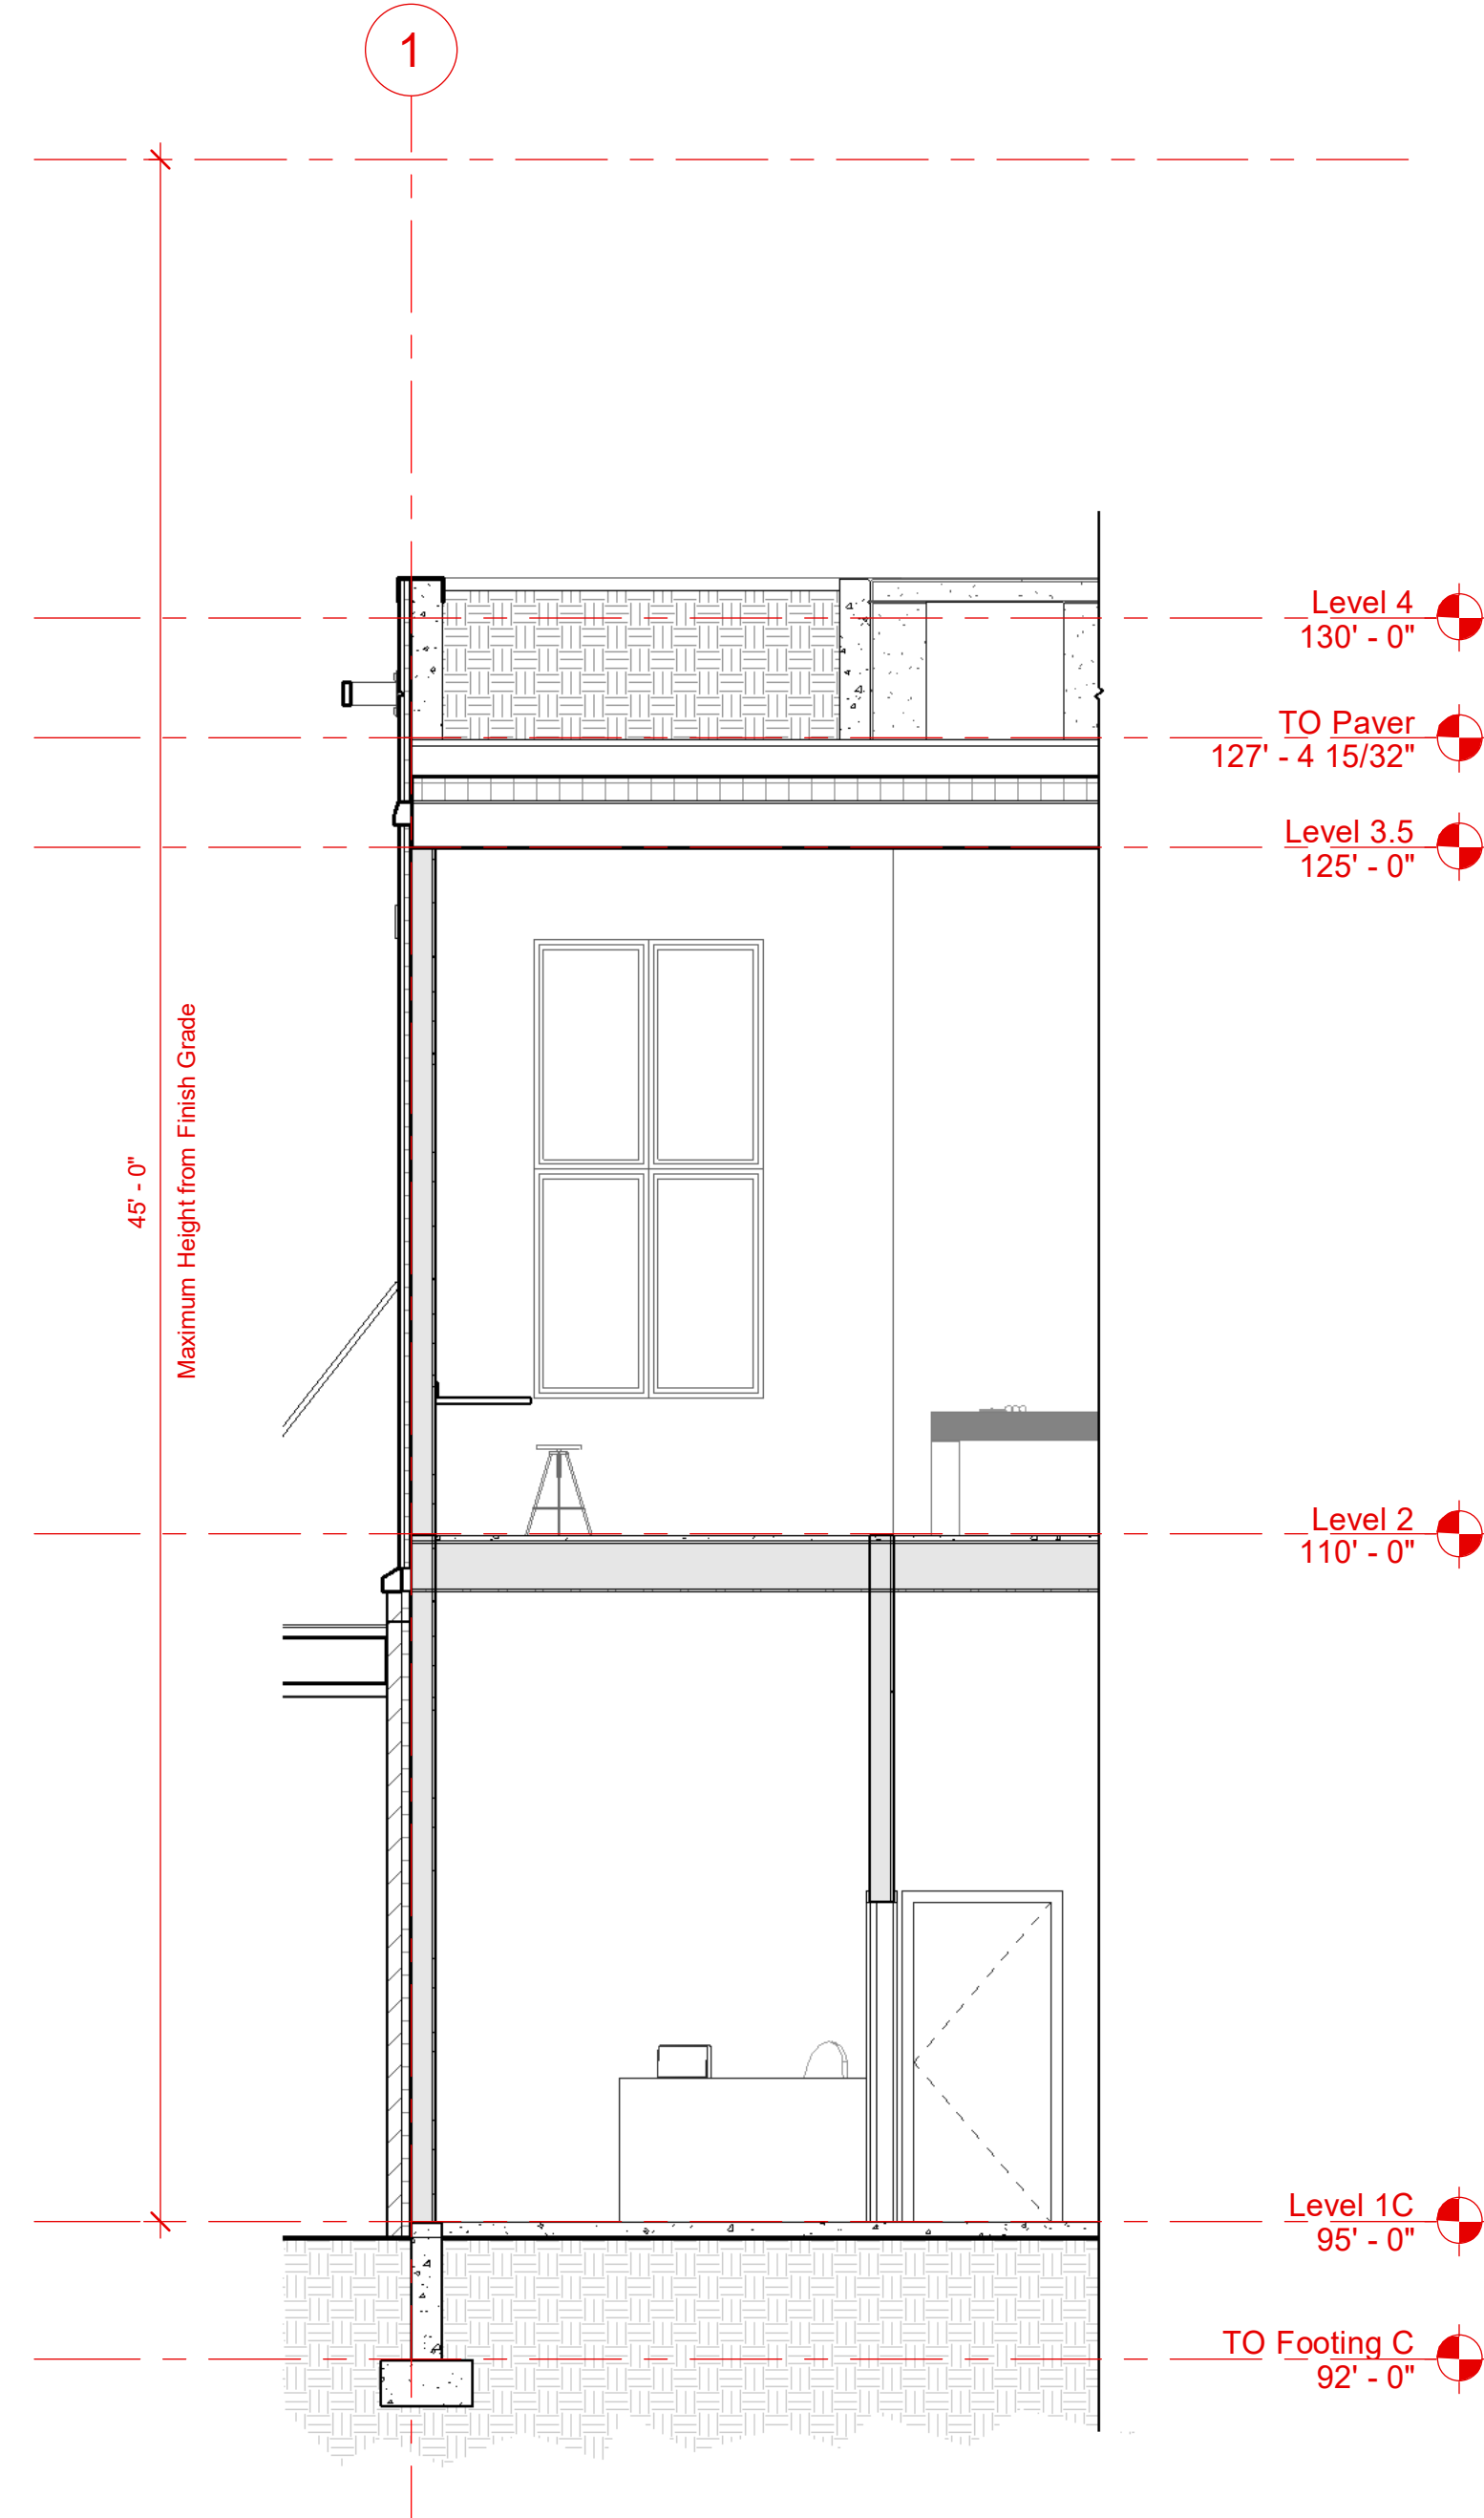 1
Level 4
130' - 0"
TO Paver
127' - 4 15/32"
Level 3.5
125' - 0"
45' - 0"
Maximum Height from Finish Grade
Level 2
110' - 0"
Level 1C
95' - 0"
TO Footing C
92' - 0"